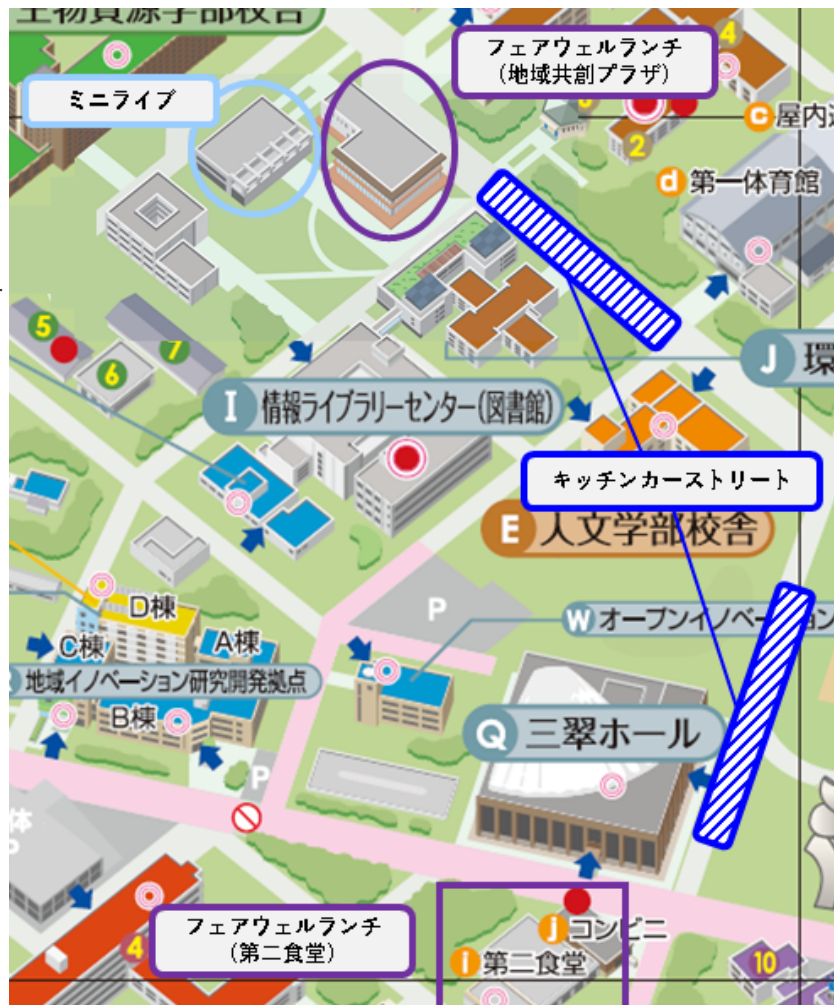 生物資源学部校舎
フェアウェルランチ
（地域共創プラザ）
4
ミニライブ
C 屋内
2
d 第一体育館
5
6
7
J 環
I 情報ライブラリーセンター(図書館)
キッチンカーストリート
E 人文学部校舎
P
D棟
W オープンイノベーション
C棟
A棟
地域イノベーション研究開発拠点
B棟
Q 三翠ホール
P
体
P
フェアウェルランチ
（第二食堂）
4
j コンビニ
i 第二食堂
10